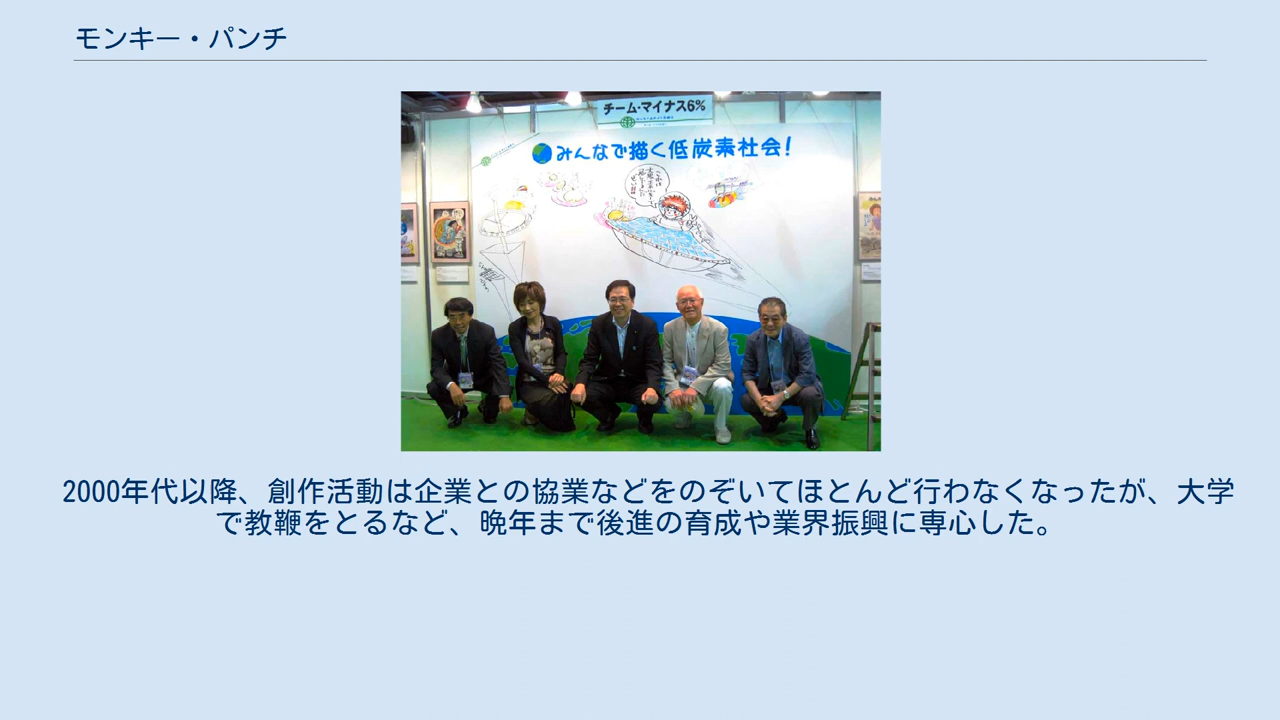 モンキー・パンチ
チーム・マイナス6%
みんなで描く低炭素社会!
2000年代以降、創作活動は企業との協業などをのぞいてほとんど行わなくなったが、大学
で教鞭をとるなど、晩年まで後進の育成や業界振興に専心した。